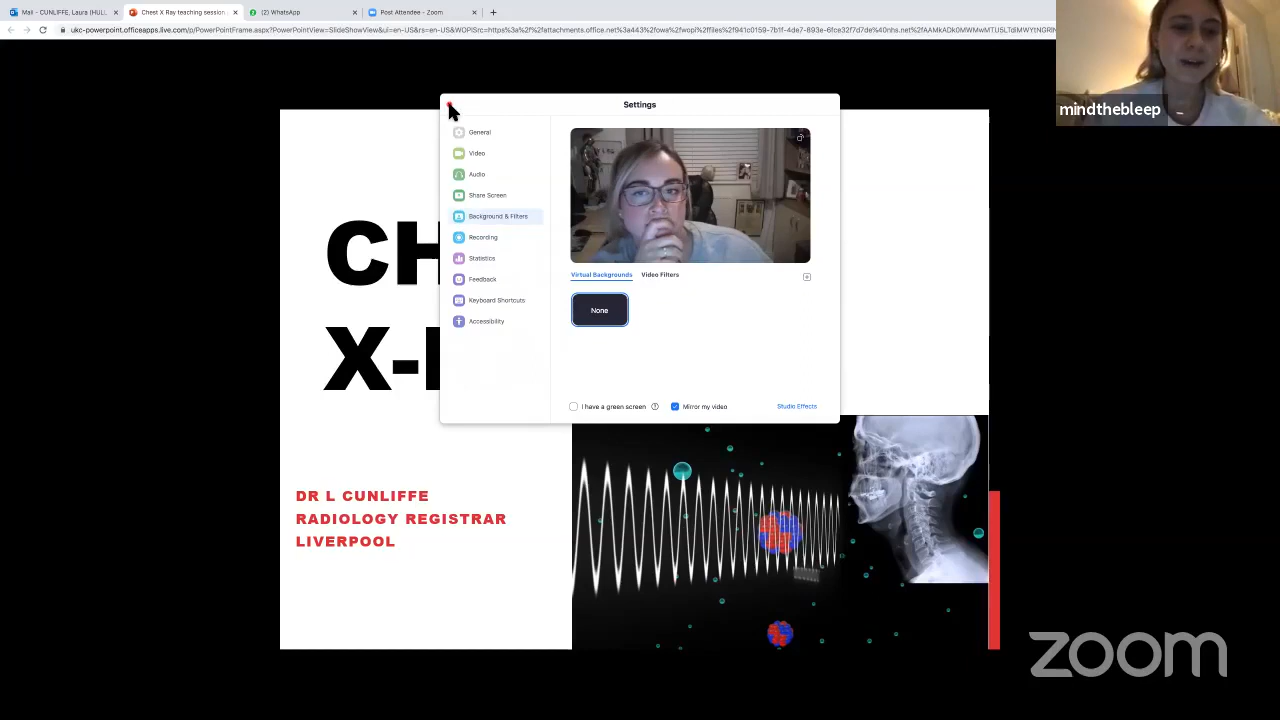 Mail - CUNLIFFE, Laura (HULL
Chest X Ray teaching session
(2) WhatsApp
Post Attendee - Zoom
mindthebleep
Settings
General
Video
Audio
Share Screen
Background & Filters
Recording
Statistics
Feedback
Keyboard Shortcuts
Accessibility
Virtual Backgrounds
Video Filters
None
I have a green screen
Mirror my video
Studio Effects
CH
X-
DR L CUNLIFFE
RADIOLOGY REGISTRAR
LIVERPOOL
zoom